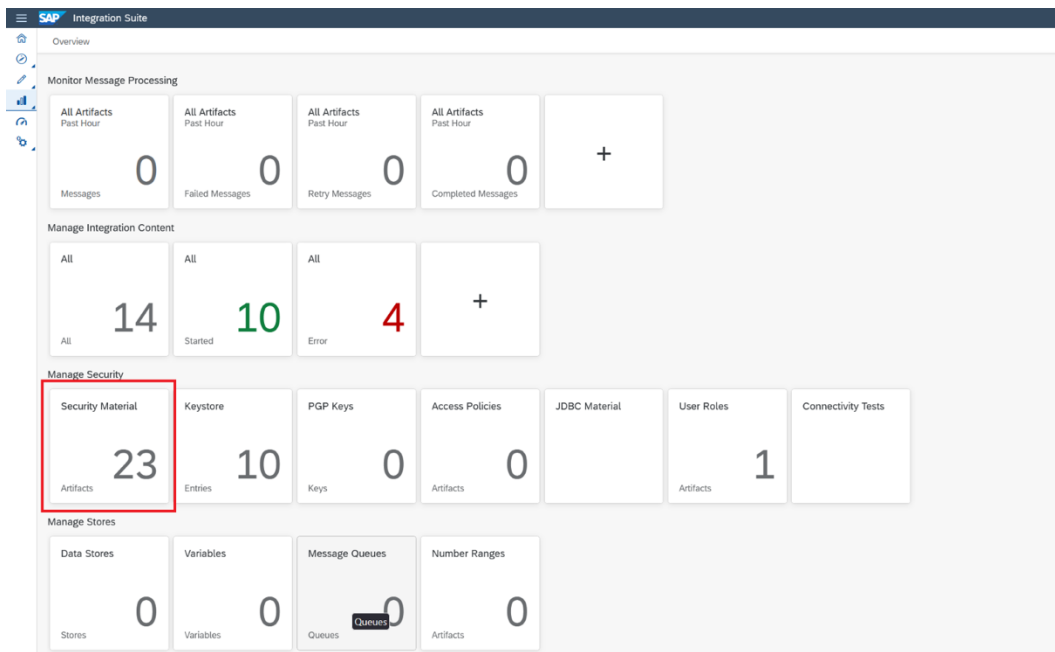 SAP Integration Suite
Overview
Monitor Message Processing
All Artifacts
Past Hour
0
Messages
All Artifacts
Past Hour
0
Failed Messages
All Artifacts
Past Hour
0
Retry Messages
All Artifacts
Past Hour
0
Completed Messages
+
Manage Integration Content
All
14
All
All
10
Started
All
4
Error
+
Manage Security
Security Material
23
Artifacts
Keystore
10
Entries
PGP Keys
0
Keys
Access Policies
0
Artifacts
JDBC Material
User Roles
1
Artifacts
Connectivity Tests
Manage Stores
Data Stores
0
Stores
Variables
0
Variables
Message Queues
0
Queues
Queues
Number Ranges
0
Artifacts